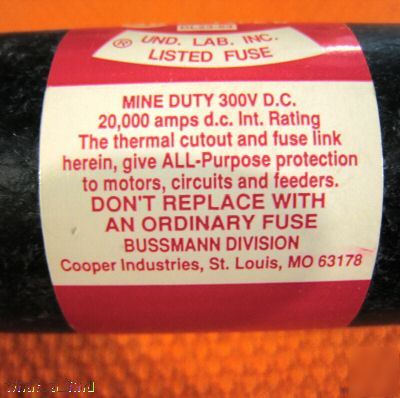 ® UND. LAB. INC.
LISTED FUSE
MINE DUTY 300V D.C.
20,000 amps d.c. Int. Rating
The thermal cutout and fuse link
herein, give ALL-Purpose protection
to motors, circuits and feeders.
DON'T REPLACE WITH
AN ORDINARY FUSE
BUSSMANN DIVISION
Cooper Industries, St. Louis, MO 63178
what_a_find